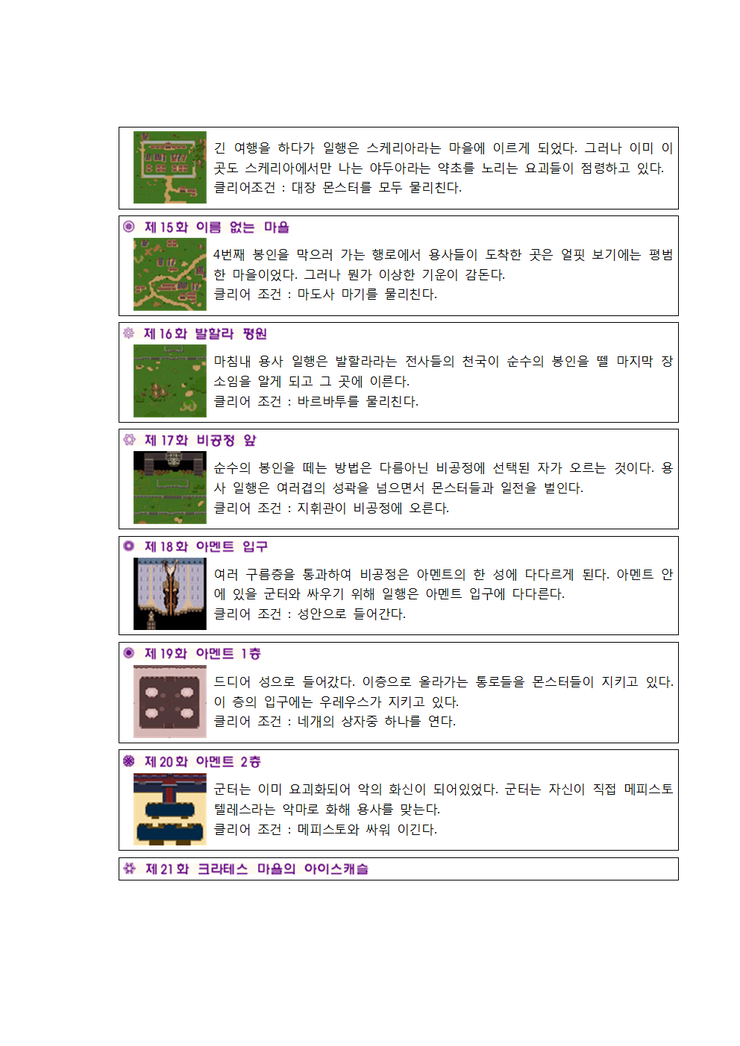 긴 여행을 하다가 일행은 스케리아라는 마을에 이르게 되었다. 그러나 이미 이
곳도 스케리아에서만 나는 야두아라는 약초를 노리는 요괴들이 점령하고 있다.
클리어조건 : 대장 몬스터를 모두 물리친다.
제15화 이름 없는 마을
4번째 봉인을 막으러 가는 행로에서 용사들이 도착한 곳은 얼핏 보기에는 평범
한 마을이었다. 그러나 뭔가 이상한 기운이 감돈다.
클리어 조건 : 마도사 마기를 물리친다.
제16화 발할라 평원
마침내 용사 일행은 발할라라는 전사들의 천국이 순수의 봉인을 뗄 마지막 장
소임을 알게 되고 그 곳에 이른다.
클리어 조건 : 바르바투를 물리친다.
제17화 비공정 앞
순수의 봉인을 떼는 방법은 다름아닌 비공정에 선택된 자가 오르는 것이다. 용
사 일행은 여러겹의 성곽을 넘으면서 몬스터들과 일전을 벌인다.
클리어 조건 : 지휘관이 비공정에 오른다.
제18화 아멘트 입구
여러 구름층을 통과하여 비공정은 아멘트의 한 성에 다다르게 된다. 아멘트 안
에 있을 군터와 싸우기 위해 일행은 아멘트 입구에 다다른다.
클리어 조건 : 성안으로 들어간다.
제19화 아멘트 1층
드디어 성으로 들어갔다. 이층으로 올라가는 통로들을 몬스터들이 지키고 있다.
이 층의 입구에는 우레우스가 지키고 있다.
클리어 조건 : 네개의 상자중 하나를 연다.
제20화 아멘트 2층
군터는 이미 요괴화되어 악의 화신이 되어있었다. 군터는 자신이 직접 메피스토
텔레스라는 악마로 화해 용사를 맞는다.
클리어 조건 : 메피스토와 싸워 이긴다.
제21화 크라테스 마을의 아이스캐슬